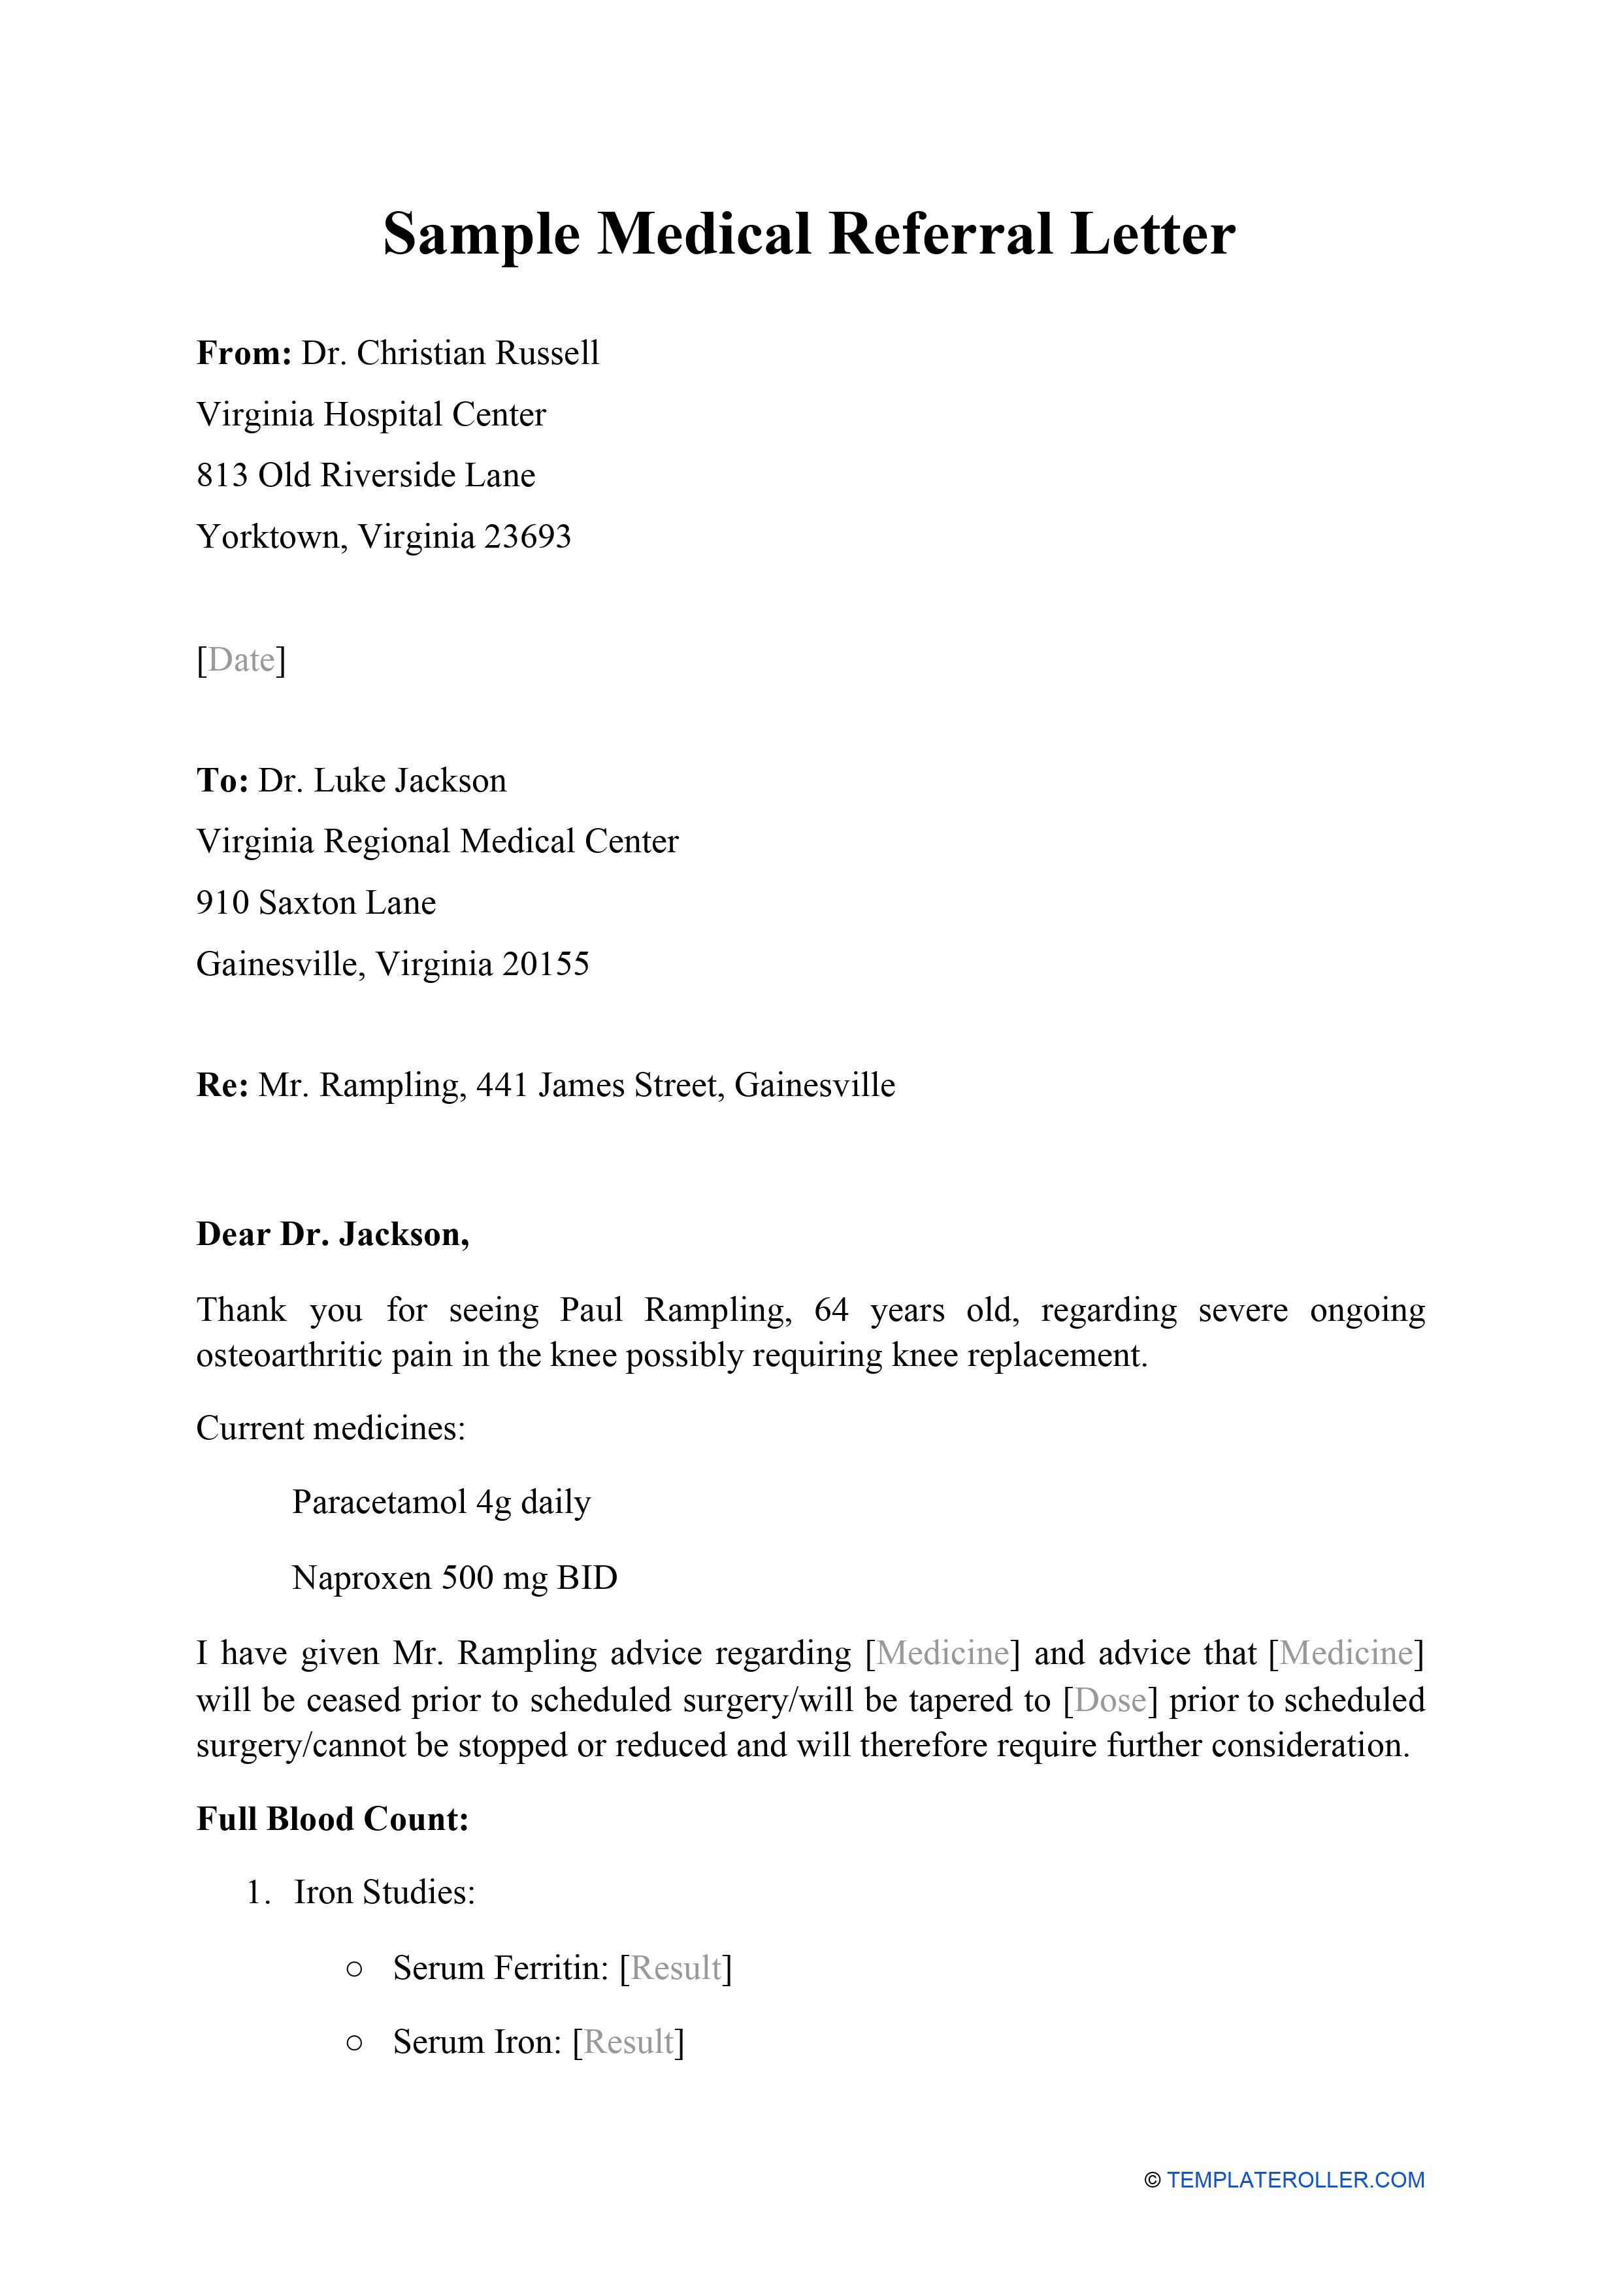 Sample Medical Referral Letter
From: Dr. Christian Russell
Virginia Hospital Center
813 Old Riverside Lane
Yorktown, Virginia 23693
[Date]
To: Dr. Luke Jackson
Virginia Regional Medical Center
910 Saxton Lane
Gainesville, Virginia 20155
Re: Mr. Rampling, 441 James Street, Gainesville
Dear Dr. Jackson,
Thank you for seeing Paul Rampling, 64 years old, regarding severe ongoing
osteoarthritic pain in the knee possibly requiring knee replacement.
Current medicines:
Paracetamol 4g daily
Naproxen 500 mg BID
I have given Mr. Rampling advice regarding [Medicine] and advice that [Medicine]
will be ceased prior to scheduled surgery/will be tapered to [Dose] prior to scheduled
surgery/cannot be stopped or reduced and will therefore require further consideration.
Full Blood Count:
1. Iron Studies:
○ Serum Ferritin: [Result]
○ Serum Iron: [Result]
© TEMPLATEROLLER.COM